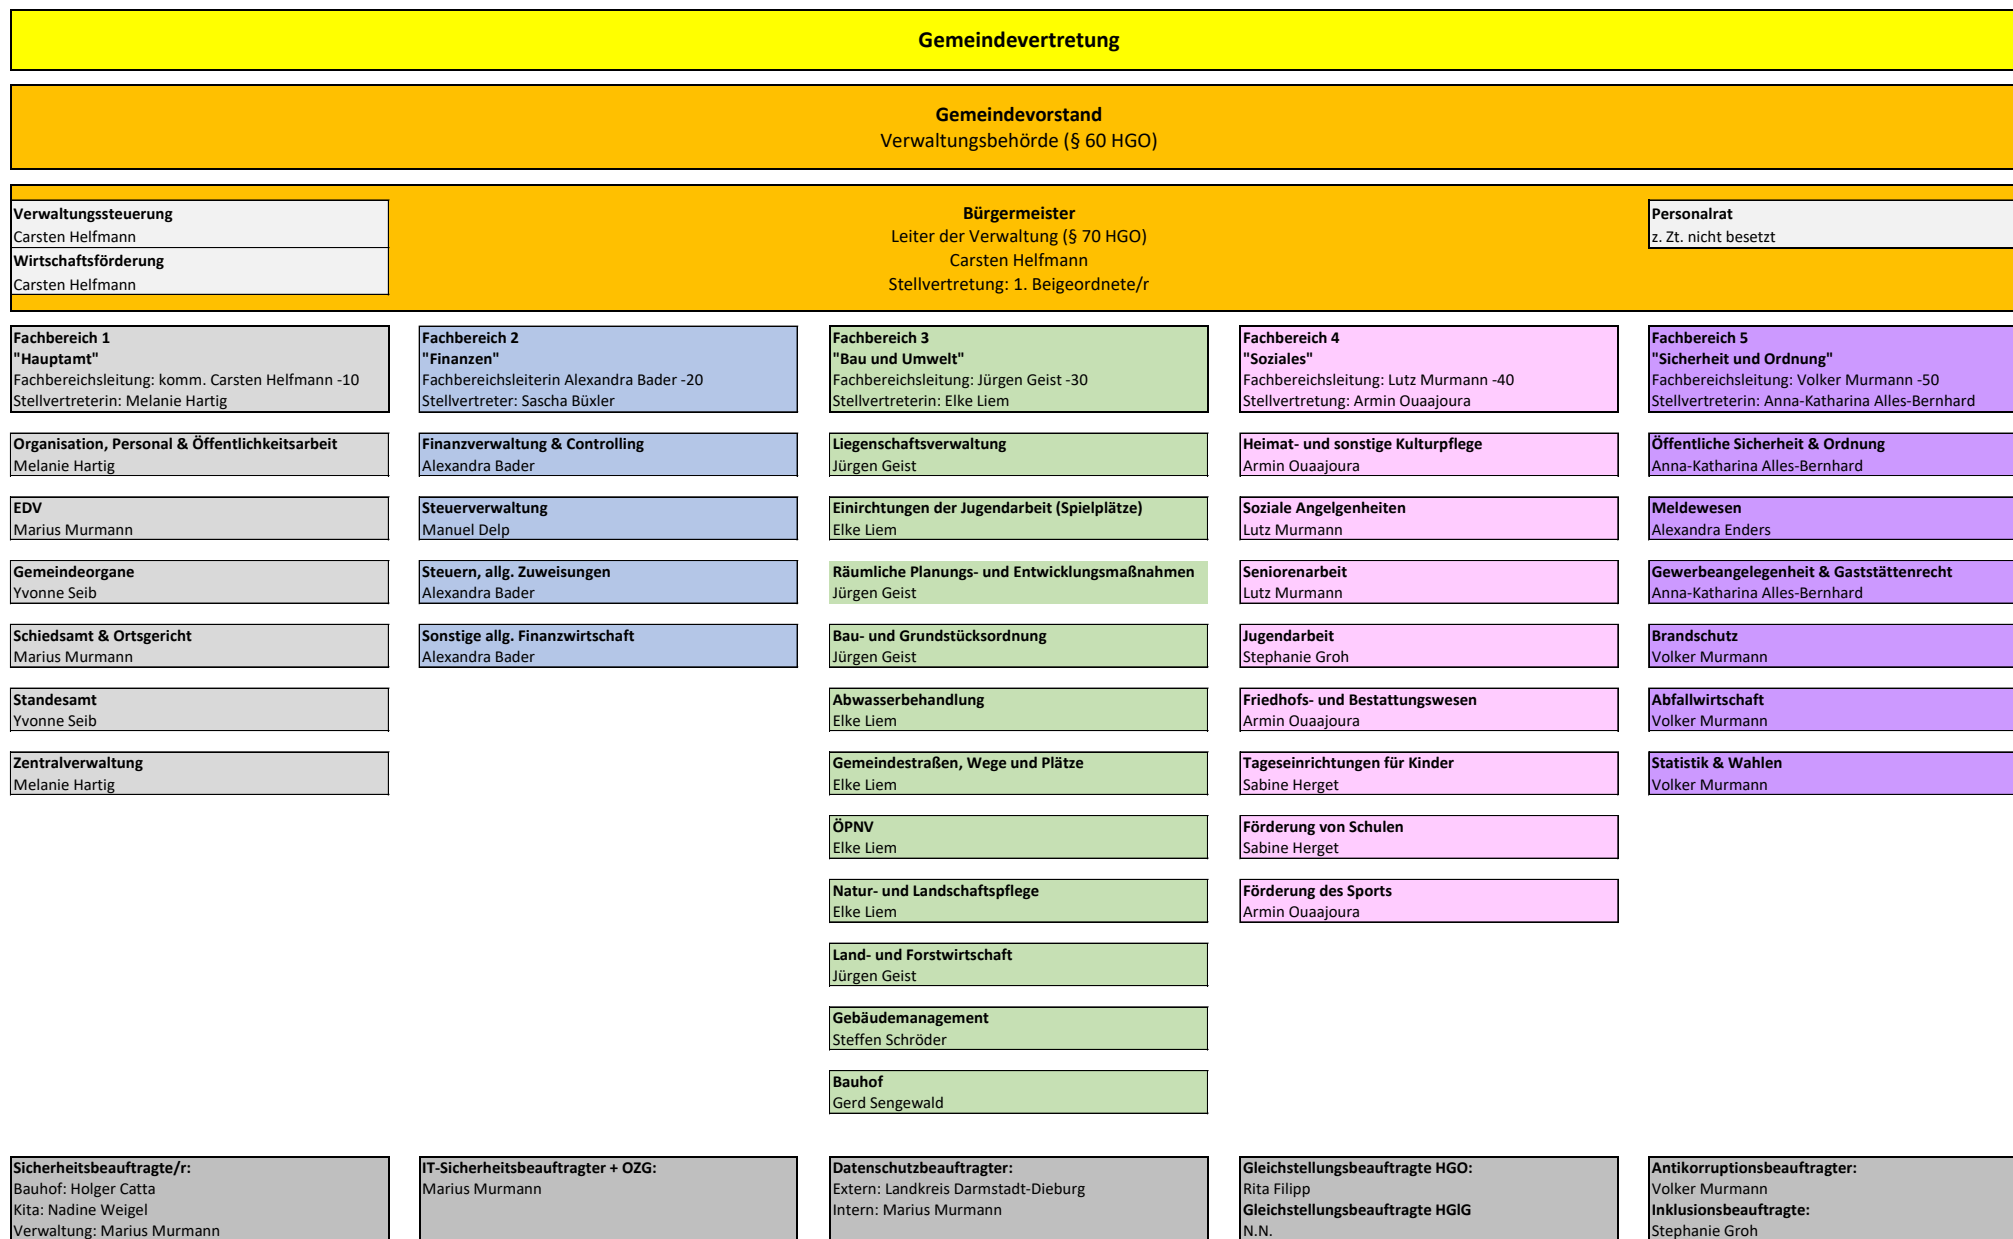 Gemeindevertretung
Gemeindevorstand
Verwaltungsbehörde (§ 60 HGO)
Verwaltungssteuerung
Carsten Helfmann
Wirtschaftsförderung
Carsten Helfmann
Bürgermeister
Leiter der Verwaltung (§ 70 HGO)
Carsten Helfmann
Stellvertretung: 1. Beigeordnete/r
Personalrat
z. Zt. nicht besetzt
Fachbereich 1
"Hauptamt"
Fachbereichsleitung: komm. Carsten Helfmann -10
Stellvertreterin: Melanie Hartig
Organisation, Personal & Öffentlichkeitsarbeit
Melanie Hartig
EDV
Marius Murmann
Gemeindeorgane
Yvonne Seib
Schiedsamt & Ortsgericht
Marius Murmann
Standesamt
Yvonne Seib
Zentralverwaltung
Melanie Hartig
Fachbereich 2
"Finanzen"
Fachbereichsleiterin Alexandra Bader -20
Stellvertreter: Sascha Büxler
Finanzverwaltung & Controlling
Alexandra Bader
Steuerverwaltung
Manuel Delp
Steuern, allg. Zuweisungen
Alexandra Bader
Sonstige allg. Finanzwirtschaft
Alexandra Bader
Fachbereich 3
"Bau und Umwelt"
Fachbereichsleitung: Jürgen Geist -30
Stellvertreterin: Elke Liem
Liegenschaftsverwaltung
Jürgen Geist
Einirchtungen der Jugendarbeit (Spielplätze)
Elke Liem
Räumliche Planungs- und Entwicklungsmaßnahmen
Jürgen Geist
Bau- und Grundstücksordnung
Jürgen Geist
Abwasserbehandlung
Elke Liem
Gemeindestraßen, Wege und Plätze
Elke Liem
ÖPNV
Elke Liem
Natur- und Landschaftspflege
Elke Liem
Land- und Forstwirtschaft
Jürgen Geist
Gebäudemanagement
Steffen Schröder
Bauhof
Gerd Sengewald
Fachbereich 4
"Soziales"
Fachbereichsleitung: Lutz Murmann -40
Stellvertretung: Armin Ouaajoura
Heimat- und sonstige Kulturpflege
Armin Ouaajoura
Soziale Angelgenheiten
Lutz Murmann
Seniorenarbeit
Lutz Murmann
Jugendarbeit
Stephanie Groh
Friedhofs- und Bestattungswesen
Armin Ouaajoura
Tageseinrichtungen für Kinder
Sabine Herget
Förderung von Schulen
Sabine Herget
Förderung des Sports
Armin Ouaajoura
Fachbereich 5
"Sicherheit und Ordnung"
Fachbereichsleitung: Volker Murmann -50
Stellvertreterin: Anna-Katharina Alles-Bernhard
Öffentliche Sicherheit & Ordnung
Anna-Katharina Alles-Bernhard
Meldewesen
Alexandra Enders
Gewerbeangelegenheit & Gaststättenrecht
Anna-Katharina Alles-Bernhard
Brandschutz
Volker Murmann
Abfallwirtschaft
Volker Murmann
Statistik & Wahlen
Volker Murmann
Sicherheitsbeauftragte/r:
Bauhof: Holger Catta
Kita: Nadine Weigel
Verwaltung: Marius Murmann
IT-Sicherheitsbeauftragter + OZG:
Marius Murmann
Datenschutzbeauftragter:
Extern: Landkreis Darmstadt-Dieburg
Intern: Marius Murmann
Gleichstellungsbeauftragte HGO:
Rita Filipp
Gleichstellungsbeauftragte HGlG
N.N.
Antikorruptionsbeauftragter:
Volker Murmann
Inklusionsbeauftragte:
Stephanie Groh